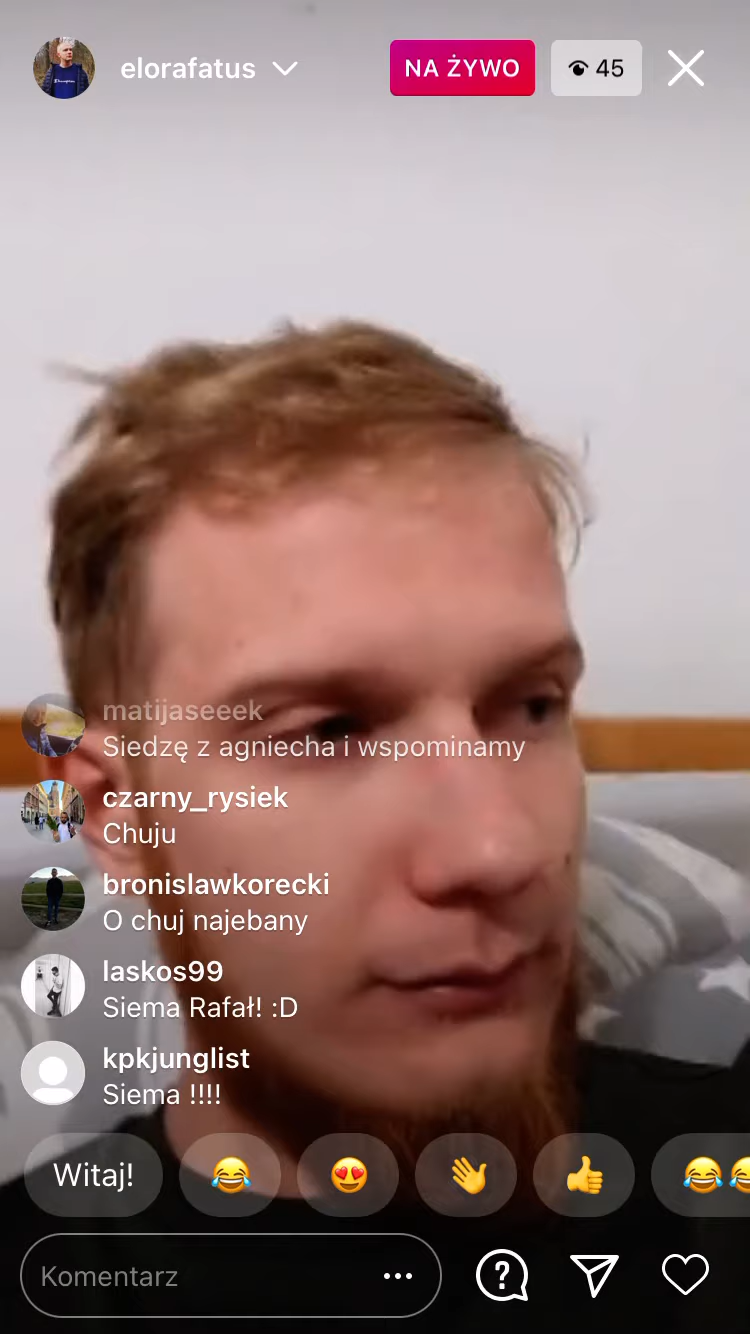 elorafatus
NA ŻYWO
45
matijaseeek
Siedzę z agniecha i wspominamy
czarny_rysiek
Chuju
bronislawkorecki
O chuj najebany
laskos99
Siema Rafał! :D
kpkjunglist
Siema !!!!
Witaj!
Komentarz